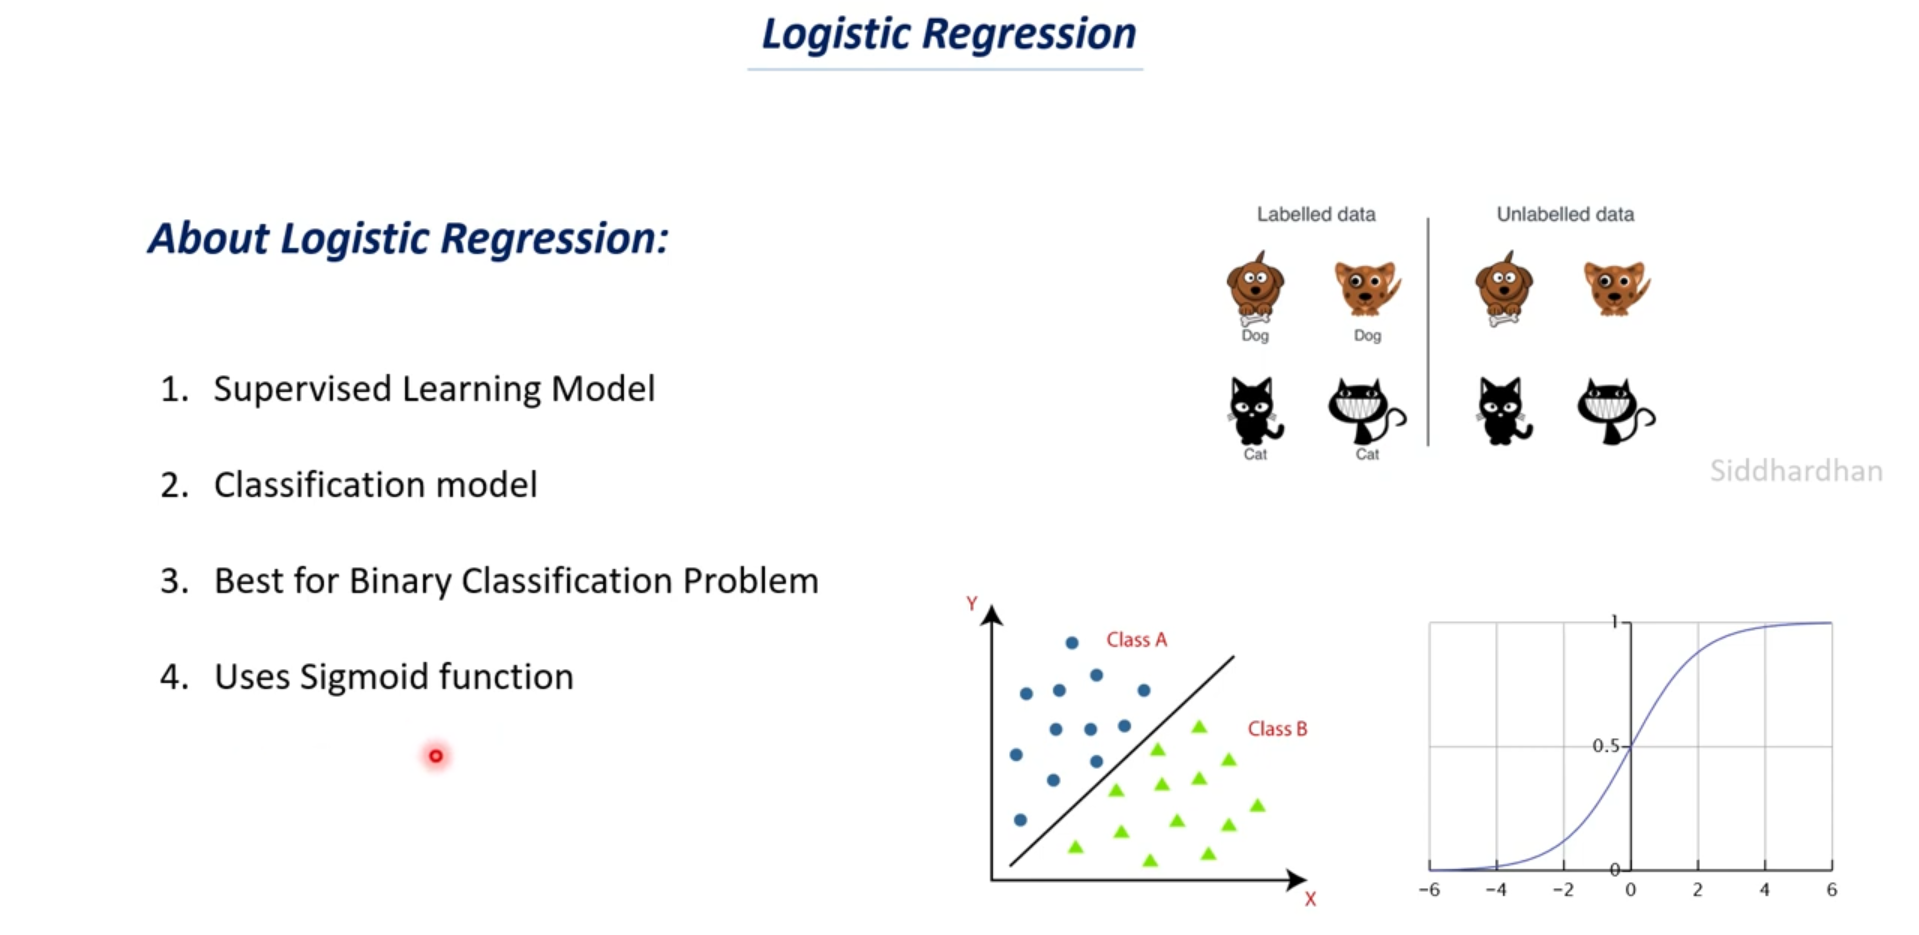 Logistic Regression
About Logistic Regression:
1. Supervised Learning Model
2. Classification model
3. Best for Binary Classification Problem
4. Uses Sigmoid function
Labelled data
Unlabelled data
Dog
Dog
Cat
Cat
Siddhardhan
Y
Class A
Class B
X
1
0.5
0
−6 −4 −2 0 2 4 6